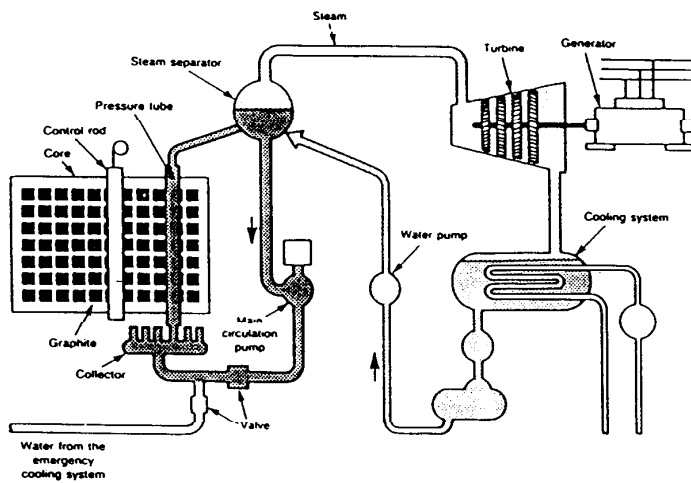 Steam
Steam separator
Turbine
Generator
Pressure tube
Control rod
Core
Cooling system
Water pump
Main
circulation
pump
Graphite
Collector
Valve
Water from the
emergency
cooling system